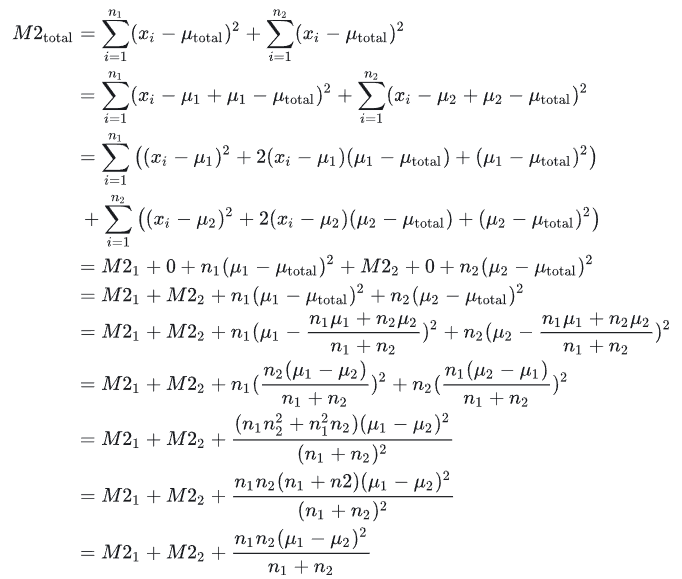 $M2_{\text{total}} = \sum_{i=1}^{n_1}(x_i - \mu_{\text{total}})^2 + \sum_{i=1}^{n_2}(x_i - \mu_{\text{total}})^2$
$= \sum_{i=1}^{n_1}(x_i - \mu_1 + \mu_1 - \mu_{\text{total}})^2 + \sum_{i=1}^{n_2}(x_i - \mu_2 + \mu_2 - \mu_{\text{total}})^2$
$= \sum_{i=1}^{n_1}\left((x_i - \mu_1)^2 + 2(x_i - \mu_1)(\mu_1 - \mu_{\text{total}}) + (\mu_1 - \mu_{\text{total}})^2\right)$
$+ \sum_{i=1}^{n_2}\left((x_i - \mu_2)^2 + 2(x_i - \mu_2)(\mu_2 - \mu_{\text{total}}) + (\mu_2 - \mu_{\text{total}})^2\right)$
$= M2_1 + 0 + n_1(\mu_1 - \mu_{\text{total}})^2 + M2_2 + 0 + n_2(\mu_2 - \mu_{\text{total}})^2$
$= M2_1 + M2_2 + n_1(\mu_1 - \mu_{\text{total}})^2 + n_2(\mu_2 - \mu_{\text{total}})^2$
$= M2_1 + M2_2 + n_1(\mu_1 - \frac{n_1\mu_1 + n_2\mu_2}{n_1 + n_2})^2 + n_2(\mu_2 - \frac{n_1\mu_1 + n_2\mu_2}{n_1 + n_2})^2$
$= M2_1 + M2_2 + n_1(\frac{n_2(\mu_1 - \mu_2)}{n_1 + n_2})^2 + n_2(\frac{n_1(\mu_2 - \mu_1)}{n_1 + n_2})^2$
$= M2_1 + M2_2 + \frac{(n_1n_2^2 + n_1^2n_2)(\mu_1 - \mu_2)^2}{(n_1 + n_2)^2}$
$= M2_1 + M2_2 + \frac{n_1n_2(n_1 + n2)(\mu_1 - \mu_2)^2}{(n_1 + n_2)^2}$
$= M2_1 + M2_2 + \frac{n_1n_2(\mu_1 - \mu_2)^2}{n_1 + n_2}$